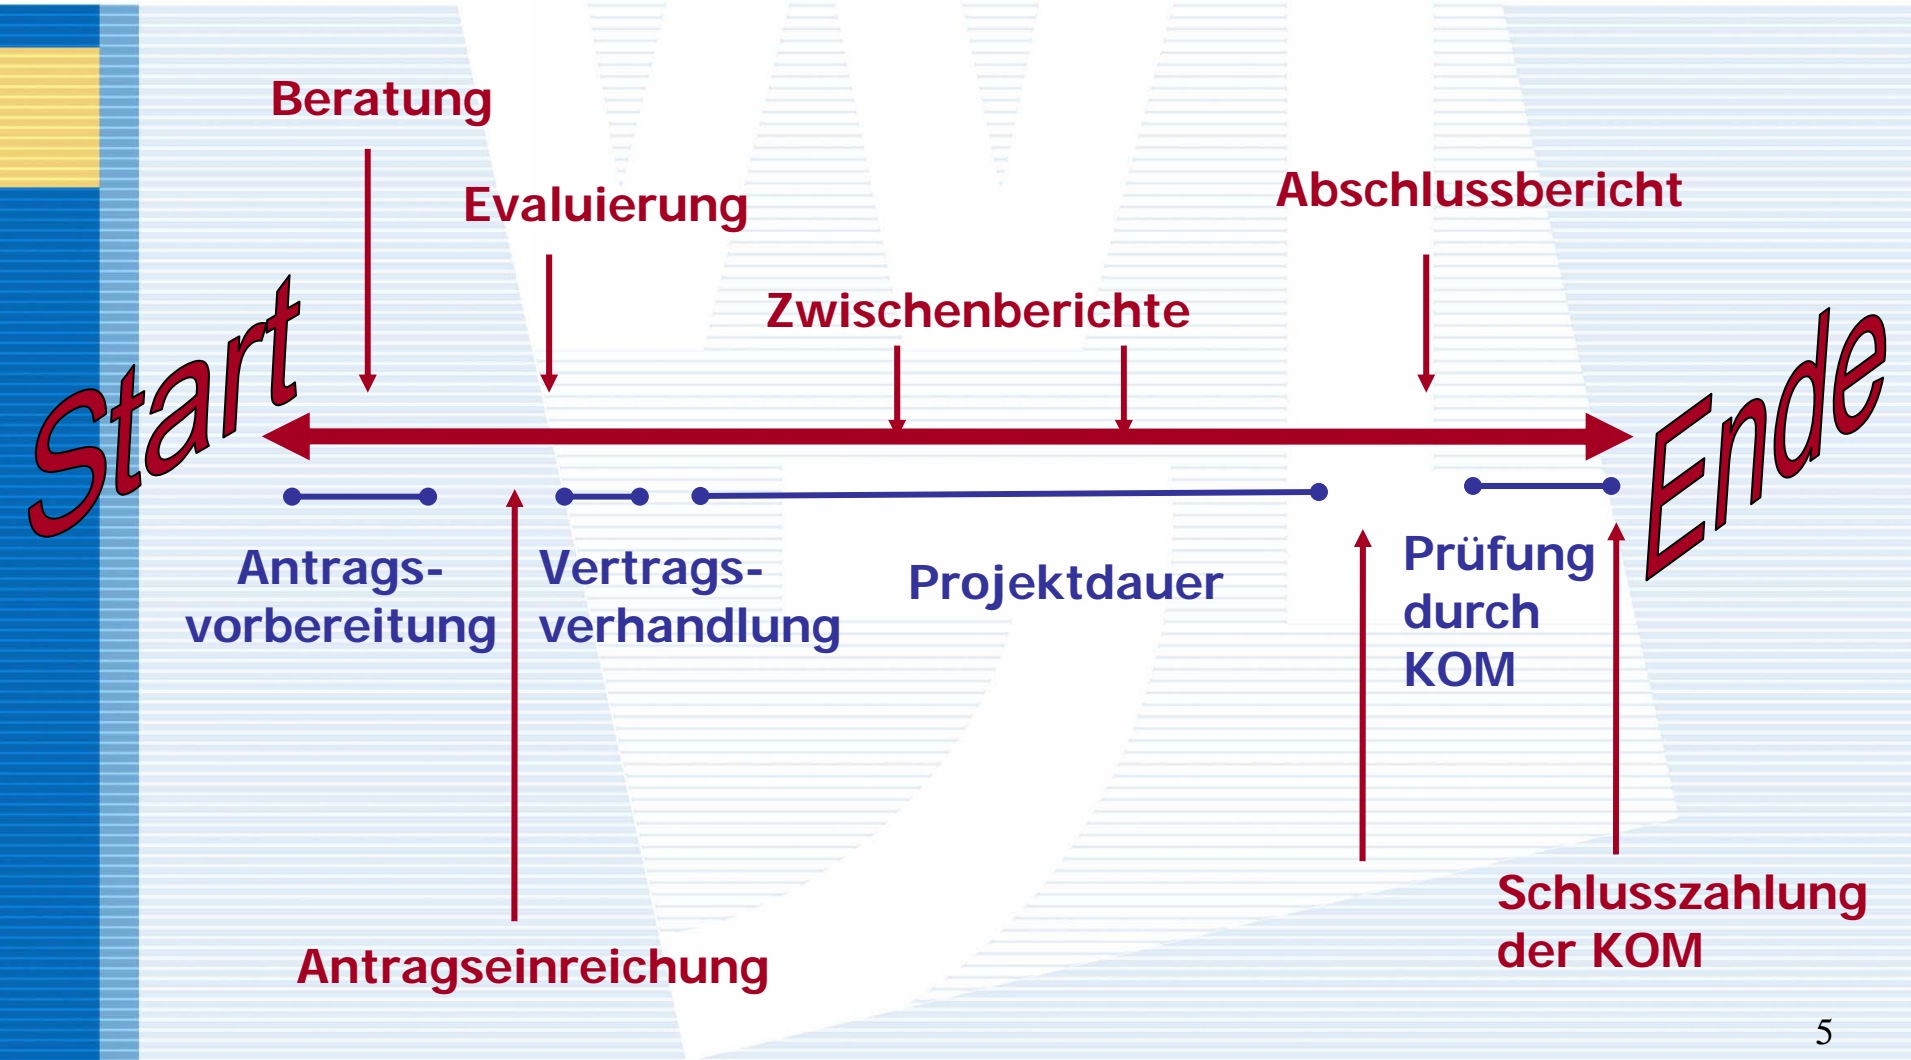 Beratung
Evaluierung
Abschlussbericht
Zwischenberichte
Start
Ende
Antrags-
vorbereitung
Vertrags-
verhandlung
Projektdauer
Prüfung
durch
KOM
Antragseinreichung
Schlusszahlung
der KOM
5